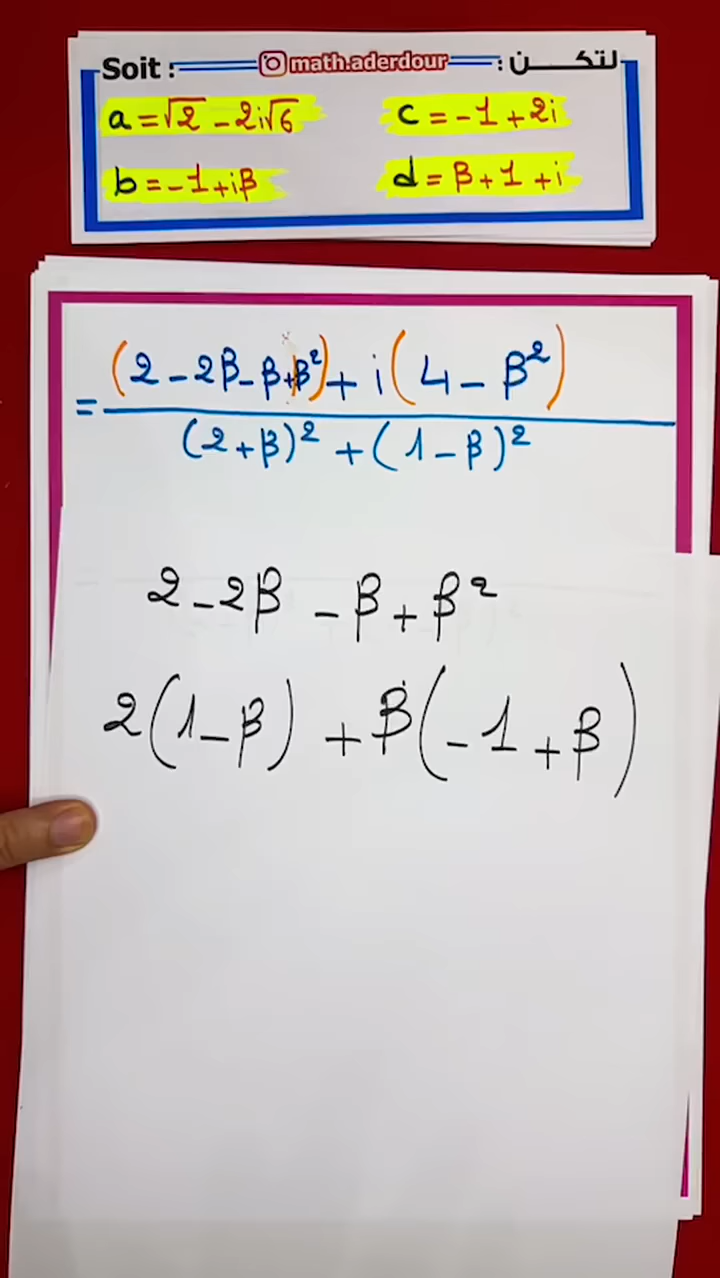 Soit : math.aderdour لتكن :
a = √2 - 2i√6 c = -1 + 2i
b = -1 + iβ d = β + 1 + i
= ((2 - 2β - β + β²) + i(4 - β²)) / ((2 + β)² + (1 - β)²)
2 - 2β - β + β²
2(1 - β) + β(-1 + β)